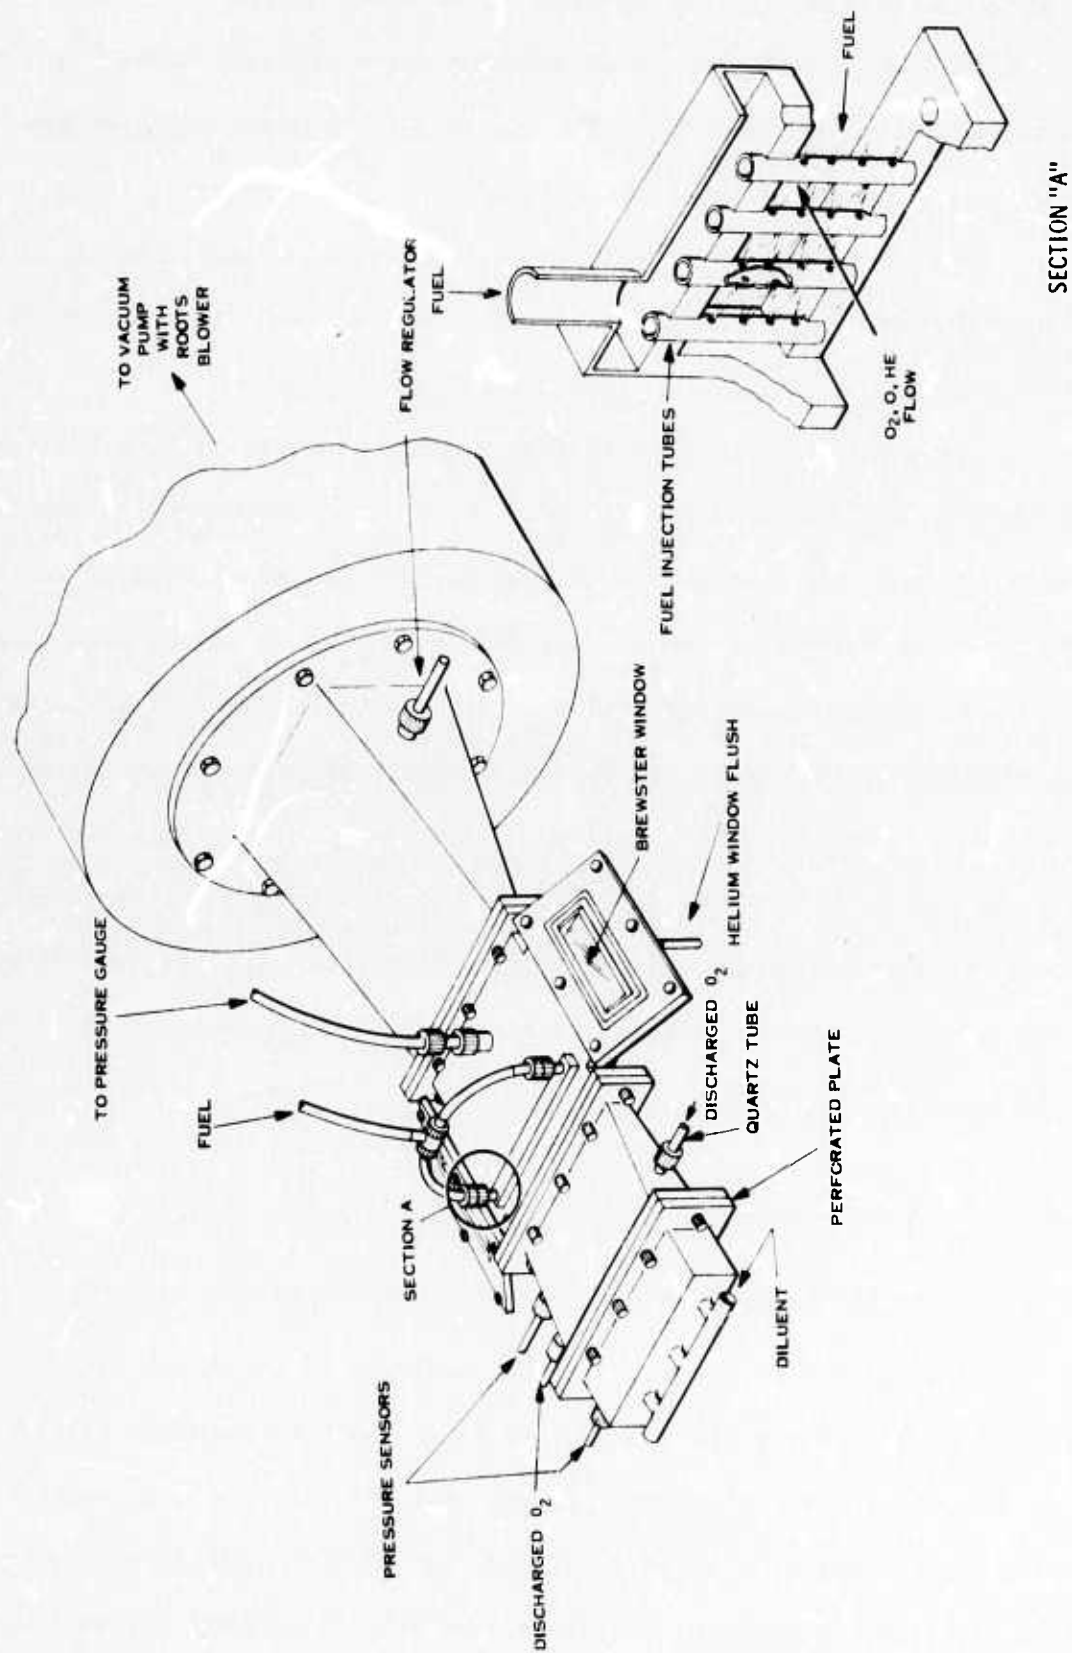 TO VACUUM
PUMP
WITH
ROOTS
BLOWER
TO PRESSURE GAUGE
FUEL
SECTION A
PRESSURE SENSORS
DISCHARGED O2
FLOW REGULATOR
FUEL
FUEL INJECTION TUBES
FUEL
O2, O, HE
FLOW
BREWSTER WINDOW
HELIUM WINDOW FLUSH
DISCHARGED O2
QUARTZ TUBE
PERFORATED PLATE
DILUENT
SECTION "A"